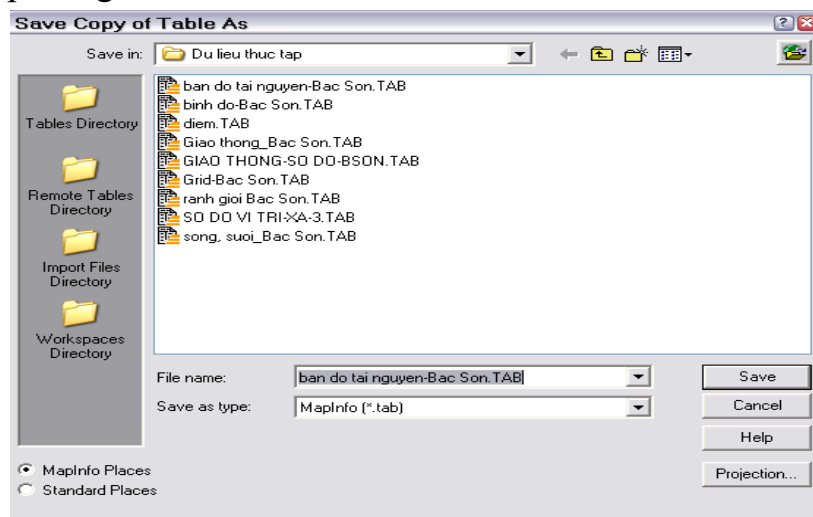 Save Copy of Table As
Save in: Du lieu thuc tap
Tables Directory
Remote Tables
Directory
Import Files
Directory
Workspaces
Directory
ban do tai nguyen-Bac Son.TAB
binh do-Bac Son.TAB
diem.TAB
Giao thong_Bac Son.TAB
GIAO THONG-SO DO-BSON.TAB
Grid-Bac Son.TAB
ranh gioi Bac Son.TAB
SO DO VI TRI-XA-3.TAB
song, suoi_Bac Son.TAB
File name: ban do tai nguyen-Bac Son.TAB Save
Save as type: MapInfo (*.tab) Cancel
Help
MapInfo Places Projection...
Standard Places